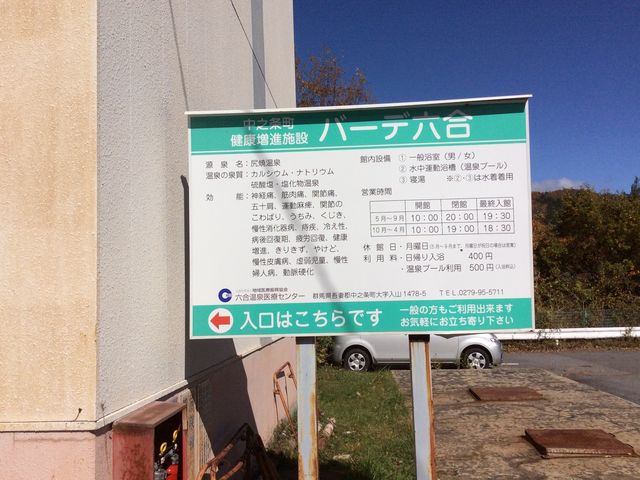 中之条町
健康増進施設 バーデ六合
源泉名：尻焼温泉
温泉の泉質：カルシウム・ナトリウム
硫酸塩・塩化物温泉
効能：神経痛、筋肉痛、関節痛、
五十肩、運動麻痺、関節の
こわばり、うちみ、くじき、
慢性消化器病、痔疾、冷え性、
病後回復期、疲労回復、健康
増進、きりきず、やけど、
慢性皮膚病、虚弱児童、慢性
婦人病、動脈硬化
館内設備 ① 一般浴室（男/女）
② 水中運動浴槽（温泉プール）
③ 寝湯 ※②・③は水着着用
営業時間
開館 閉館 最終入館
5月～9月 10：00 20：00 19：30
10月～4月 10：00 19：00 18：30
休館日・月曜日
利用料・日帰り入浴 400円
・温泉プール利用 500円（入浴料込）
地域医療振興協会
六合温泉医療センター 群馬県吾妻郡中之条町大字入山1478-5 TEL.0279-95-5711
入口はこちらです
一般の方もご利用出来ます
お気軽にお立ち寄り下さい